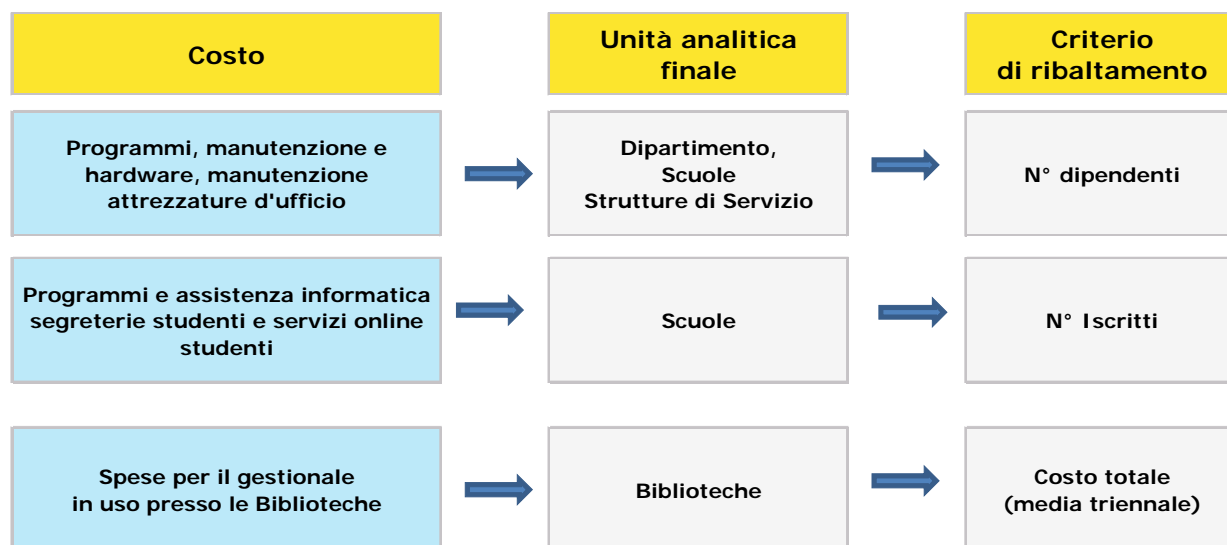 Costo
Unità analitica
finale
Criterio
di ribaltamento
Programmi, manutenzione e
hardware, manutenzione
attrezzature d'ufficio
Dipartimento,
Scuole
Strutture di Servizio
N° dipendenti
Programmi e assistenza informatica
segreterie studenti e servizi online
studenti
Scuole
N° Iscritti
Spese per il gestionale
in uso presso le Biblioteche
Biblioteche
Costo totale
(media triennale)